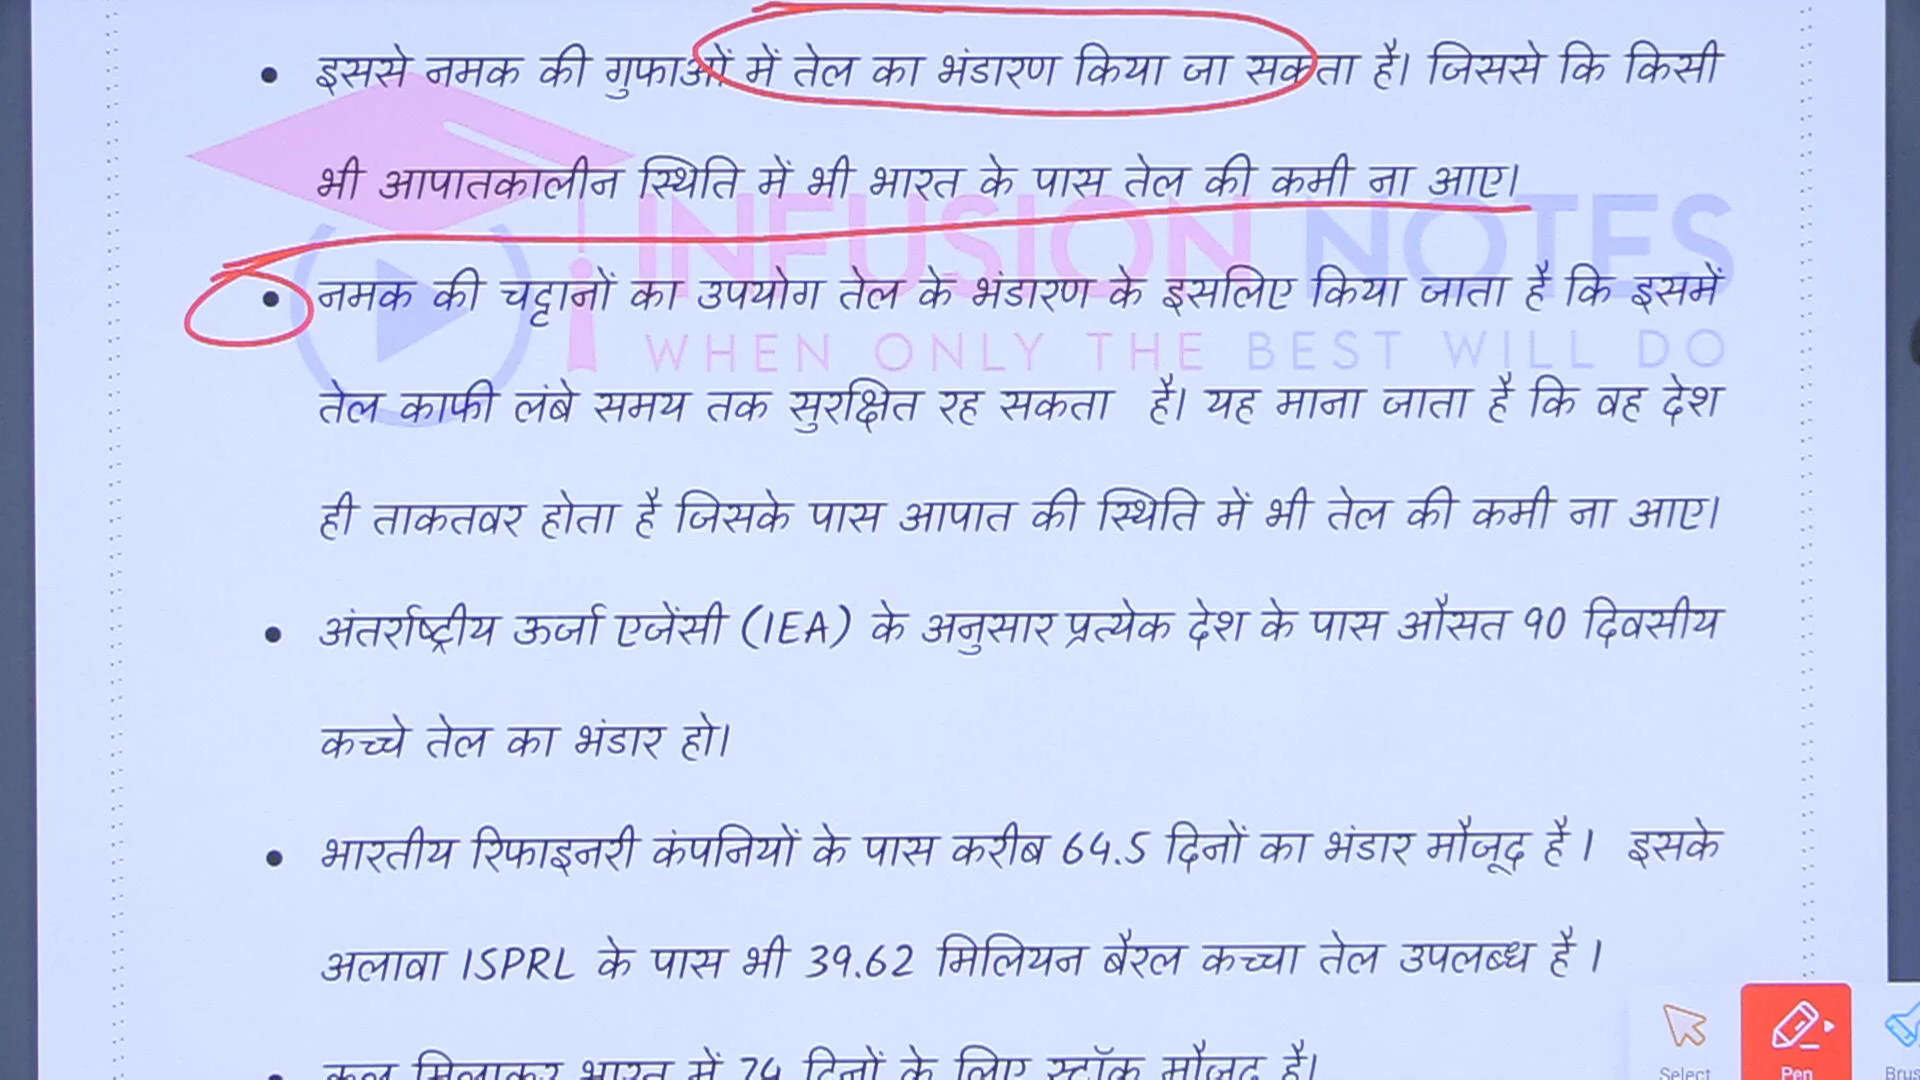 • इससे नमक की गुफाओं में तेल का भंडारण किया जा सकता है। जिससे कि किसी
भी आपातकालीन स्थिति में भी भारत के पास तेल की कमी ना आए।
INFUSION NOTES
• नमक की चट्टानों का उपयोग तेल के भंडारण के इसलिए किया जाता है कि इसमें
WHEN ONLY THE BEST WILL DO
तेल काफी लंबे समय तक सुरक्षित रह सकता है। यह माना जाता है कि वह देश
ही ताकतवर होता है जिसके पास आपात की स्थिति में भी तेल की कमी ना आए।
• अंतर्राष्ट्रीय ऊर्जा एजेंसी (IEA) के अनुसार प्रत्येक देश के पास औसत 90 दिवसीय
कच्चे तेल का भंडार हो।
• भारतीय रिफाइनरी कंपनियों के पास करीब 64.5 दिनों का भंडार मौजूद है। इसके
अलावा ISPRL के पास भी 39.62 मिलियन बैरल कच्चा तेल उपलब्ध है।
• कुल मिलाकर भारत में 74 दिनों के लिए स्टॉक मौजूद है।
Select
Pen